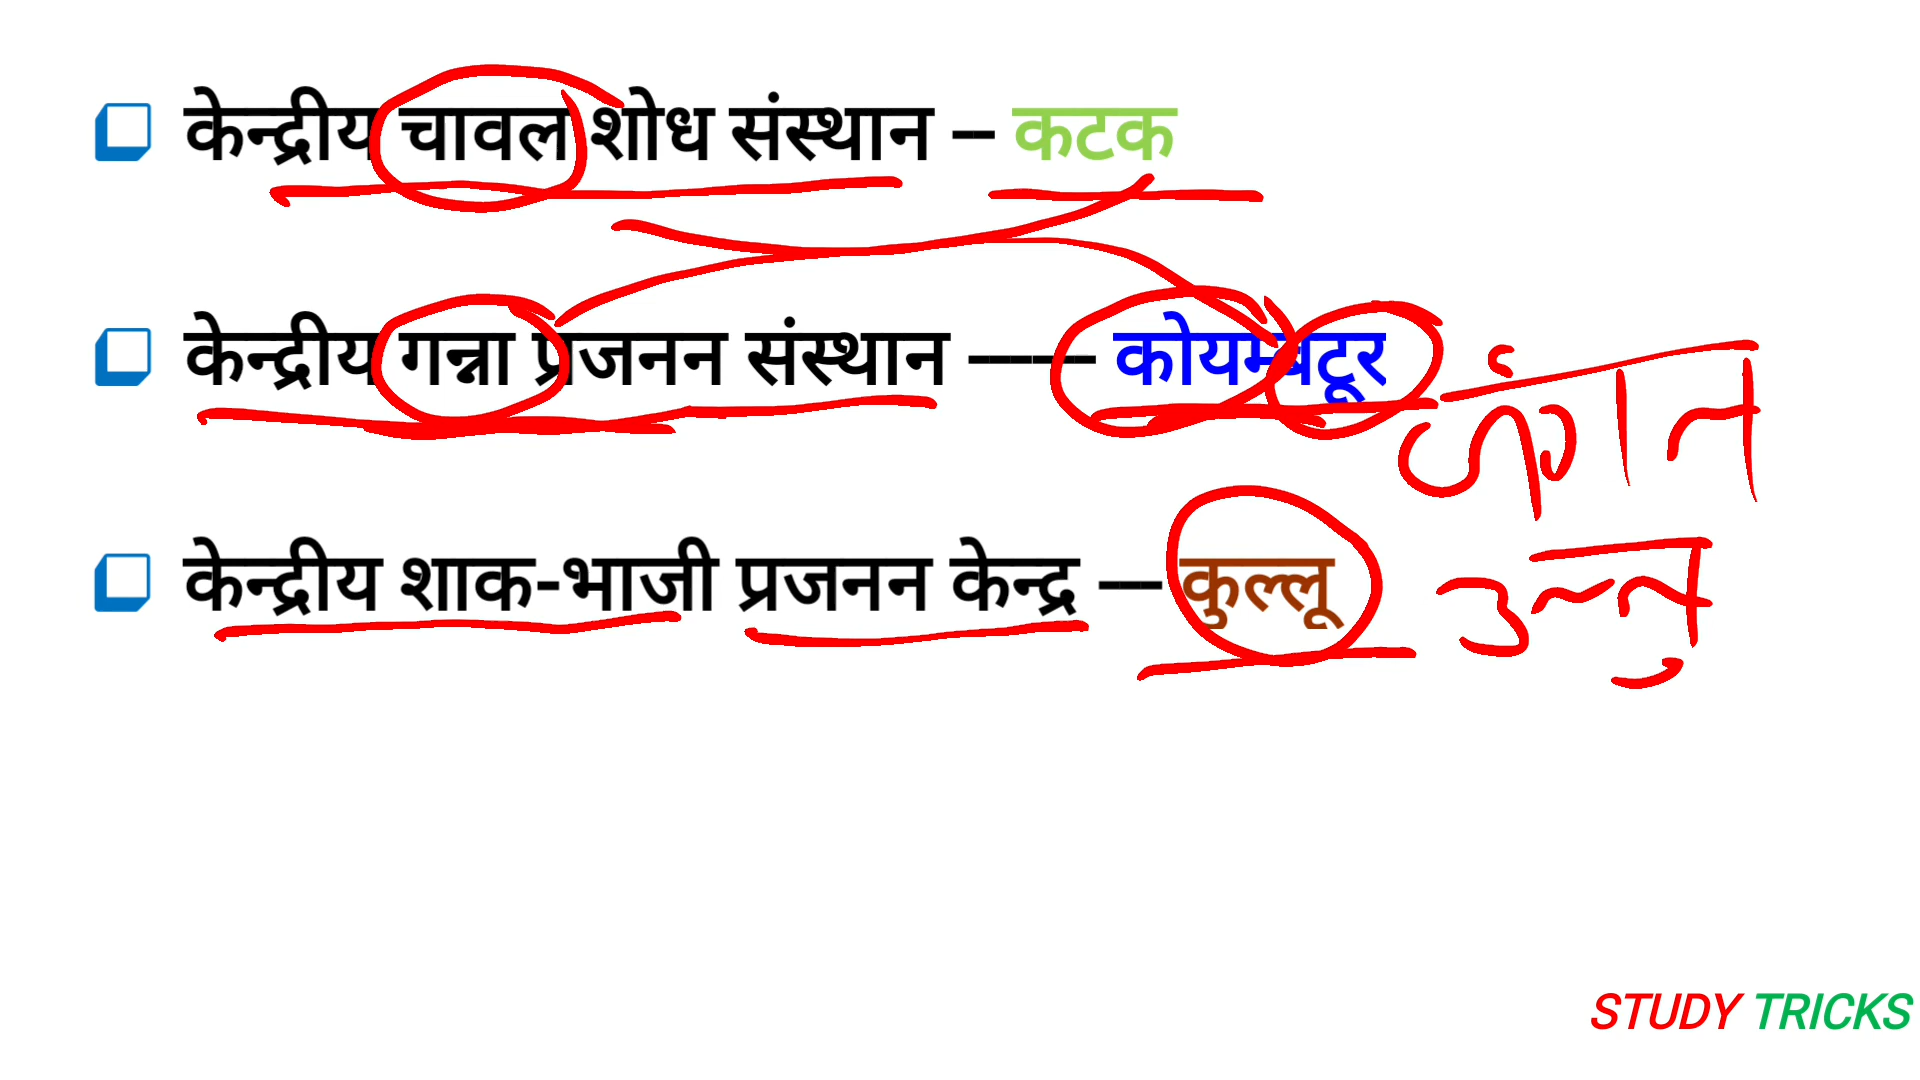 केन्द्रीय चावल शोध संस्थान – कटक
केन्द्रीय गन्ना प्रजनन संस्थान –––– कोयम्बटूर
केन्द्रीय शाक-भाजी प्रजनन केन्द्र –– कुल्लू
STUDY TRICKS